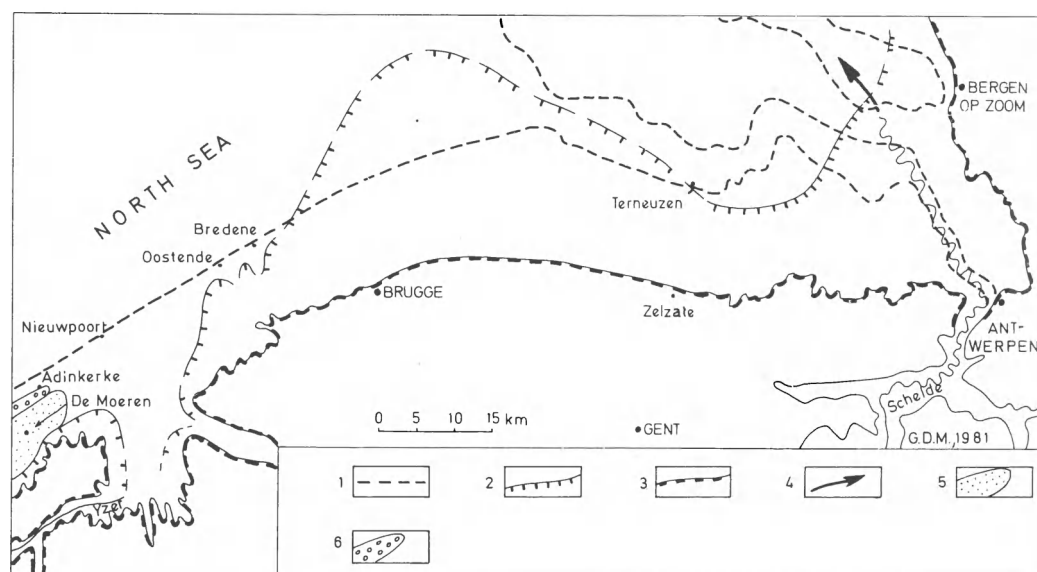 NORTH SEA
BERGEN
OP ZOOM
Terneuzen
Bredene
Oostende
BRUGGE
Zelzate
Nieuwpoort
ANT-
WERPEN
Adinkerke
De Moeren
Schelde
0 5 10 15 km
GENT
G.D.M., 1981
Yzer
1
2
3
4
5
6